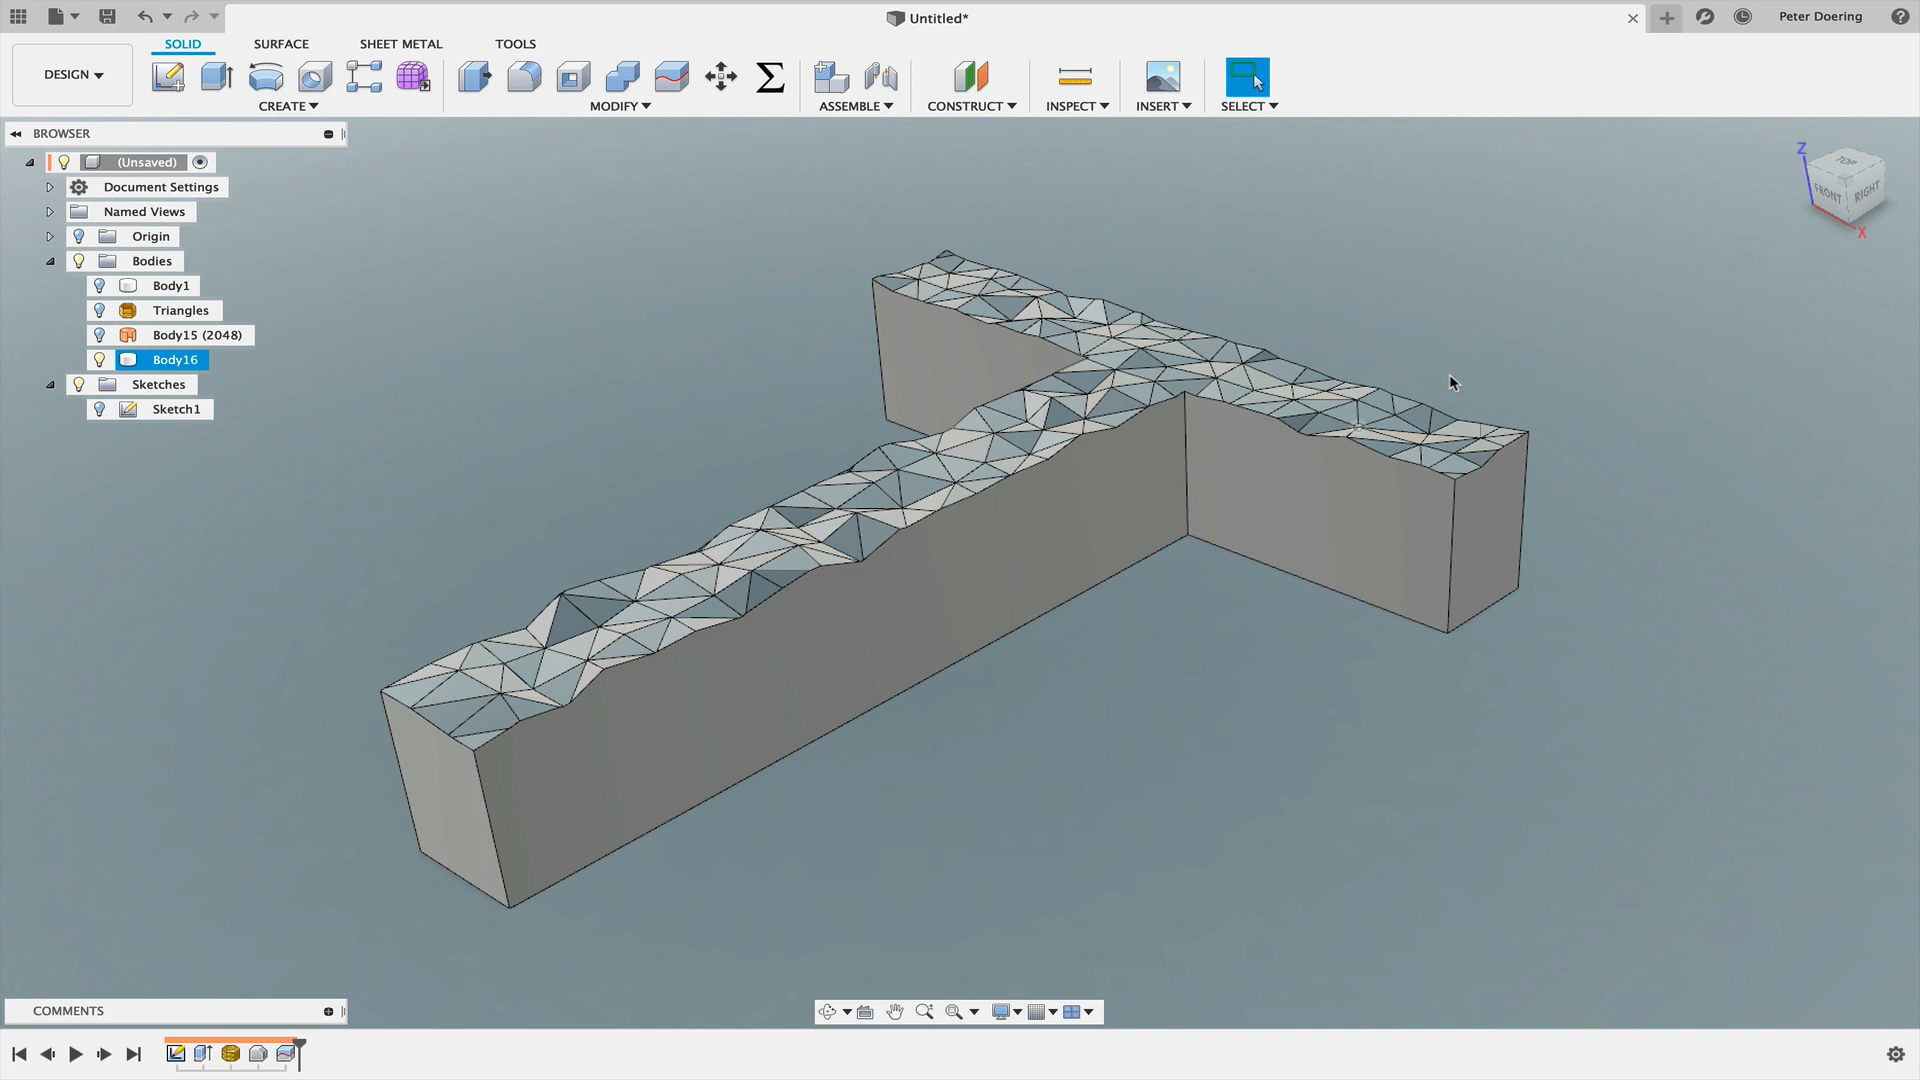 Untitled*
Peter Doering
SOLID SURFACE SHEET METAL TOOLS
DESIGN
CREATE MODIFY ASSEMBLE CONSTRUCT INSPECT INSERT SELECT
BROWSER
(Unsaved)
Document Settings
Named Views
Origin
Bodies
Body1
Triangles
Body15 (2048)
Body16
Sketches
Sketch1
Z
TOP
FRONT RIGHT
X
COMMENTS